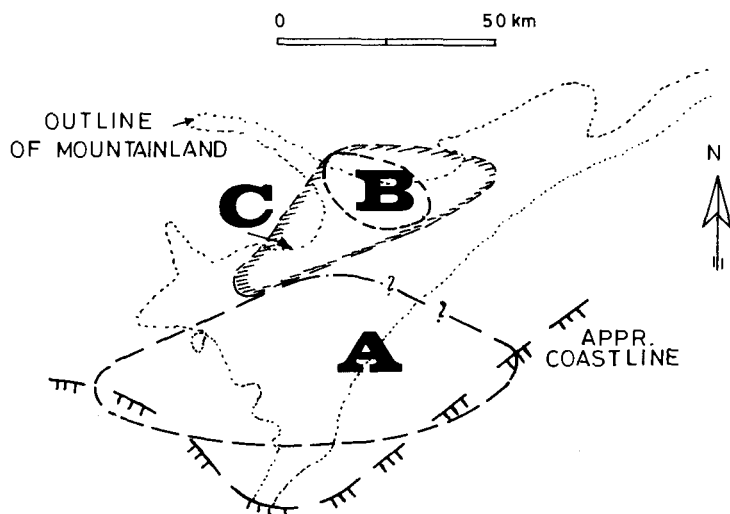 0 50 km
OUTLINE
OF MOUNTAINLAND
N
B
C
?
?
APPR.
COASTLINE
A